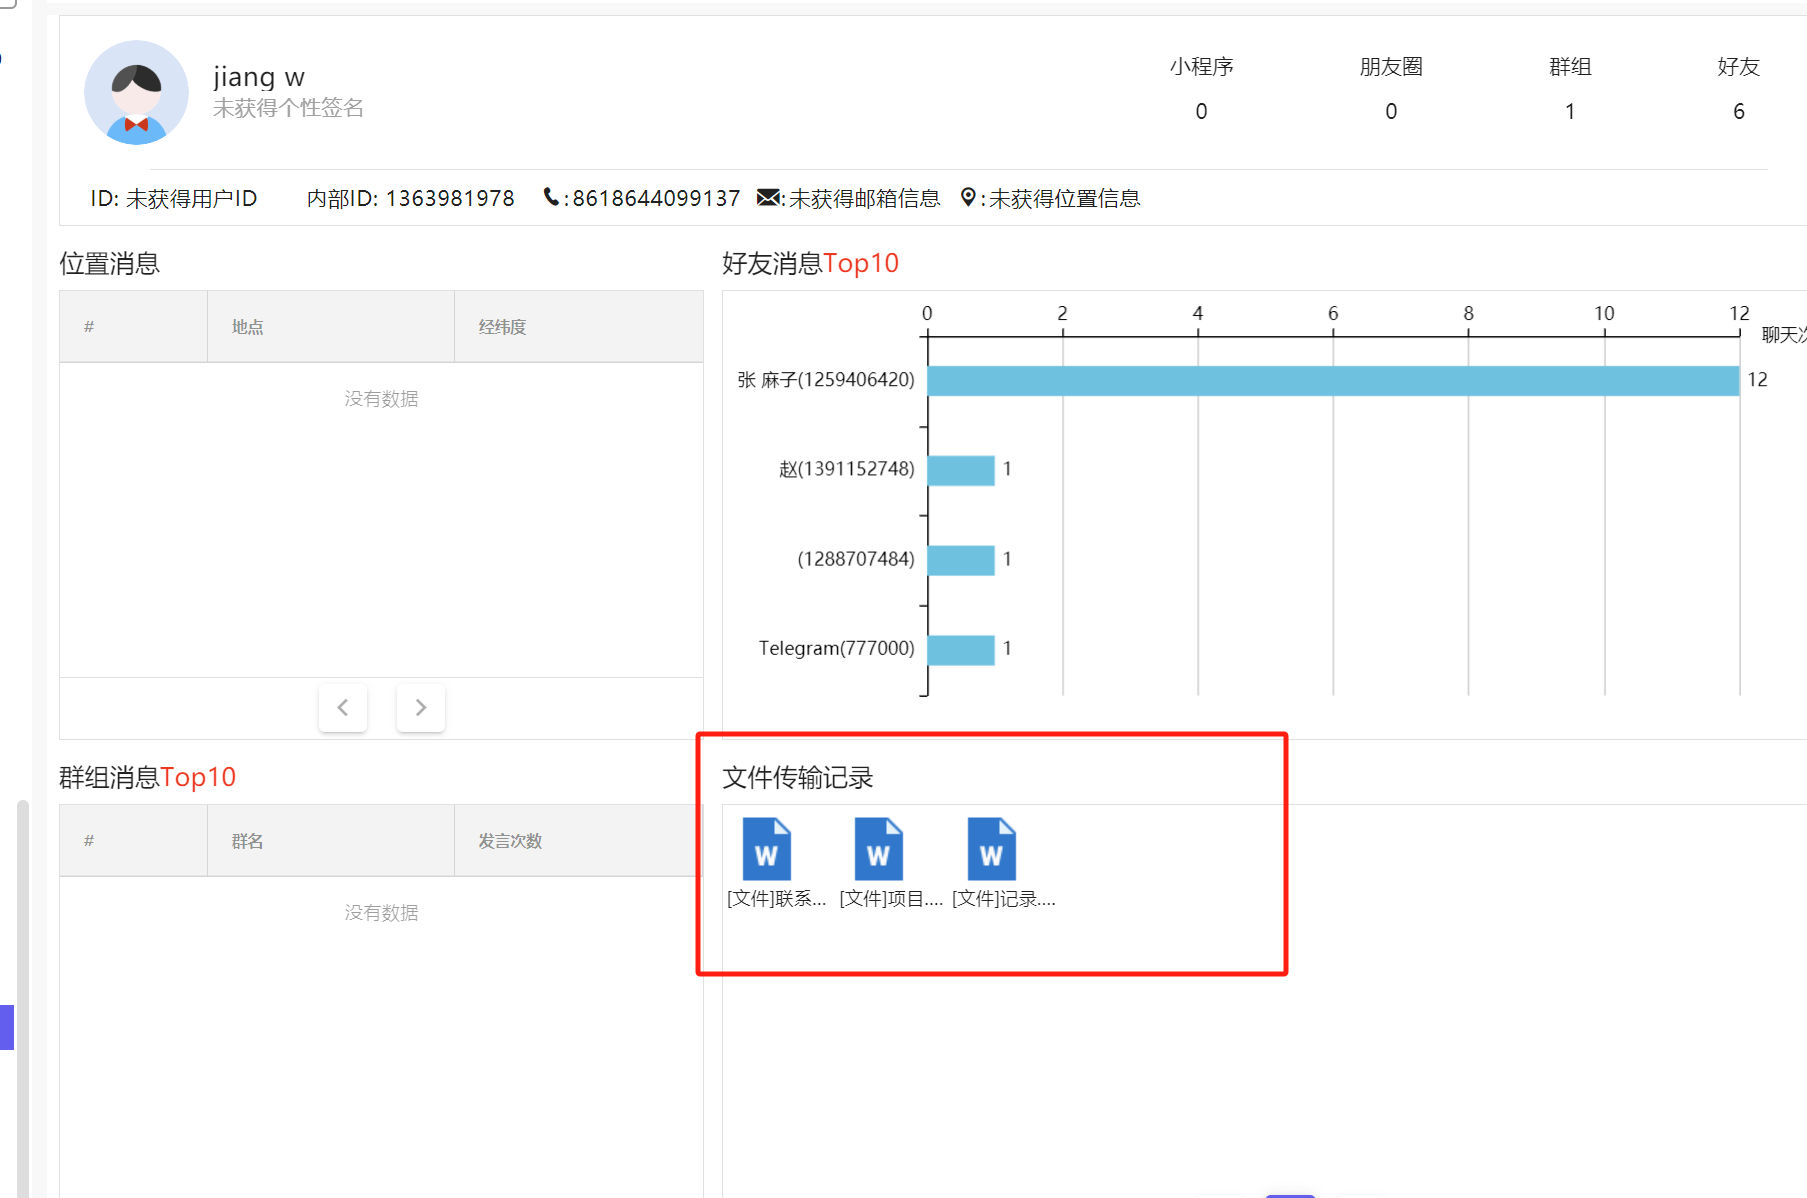 jiang w
未获得个性签名
小程序 朋友圈 群组 好友
0 0 1 6
ID: 未获得用户ID 内部ID: 1363981978 :8618644099137 :未获得邮箱信息 :未获得位置信息
位置消息
# 地点 经纬度
没有数据
好友消息Top10
0 2 4 6 8 10 12
聊天次
张 麻子(1259406420) 12
赵(1391152748) 1
(1288707484) 1
Telegram(777000) 1
群组消息Top10
# 群名 发言次数
没有数据
文件传输记录
W W W
[文件]联系... [文件]项目.... [文件]记录....